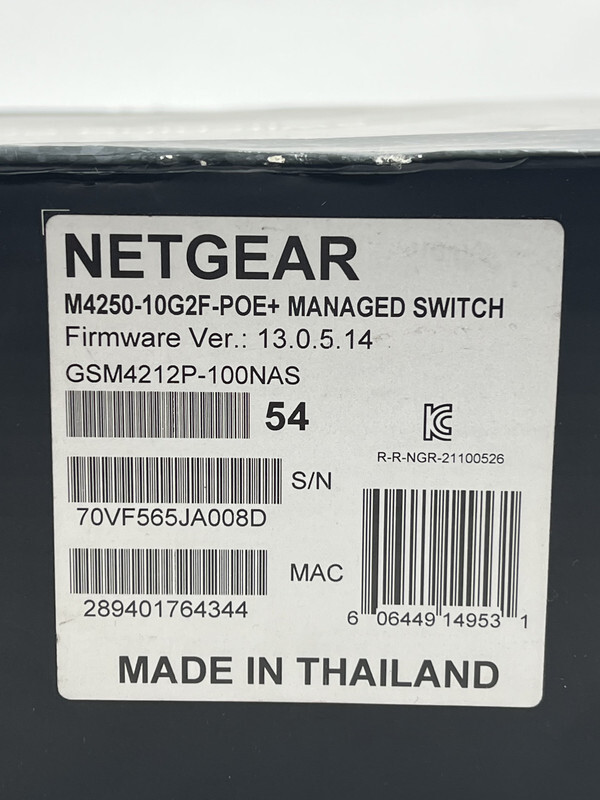 NETGEAR
M4250-10G2F-POE+ MANAGED SWITCH
Firmware Ver.: 13.0.5.14
GSM4212P-100NAS
54
R-R-NGR-21100526
S/N
70VF565JA008D
MAC
289401764344
6 06449 14953 1
MADE IN THAILAND